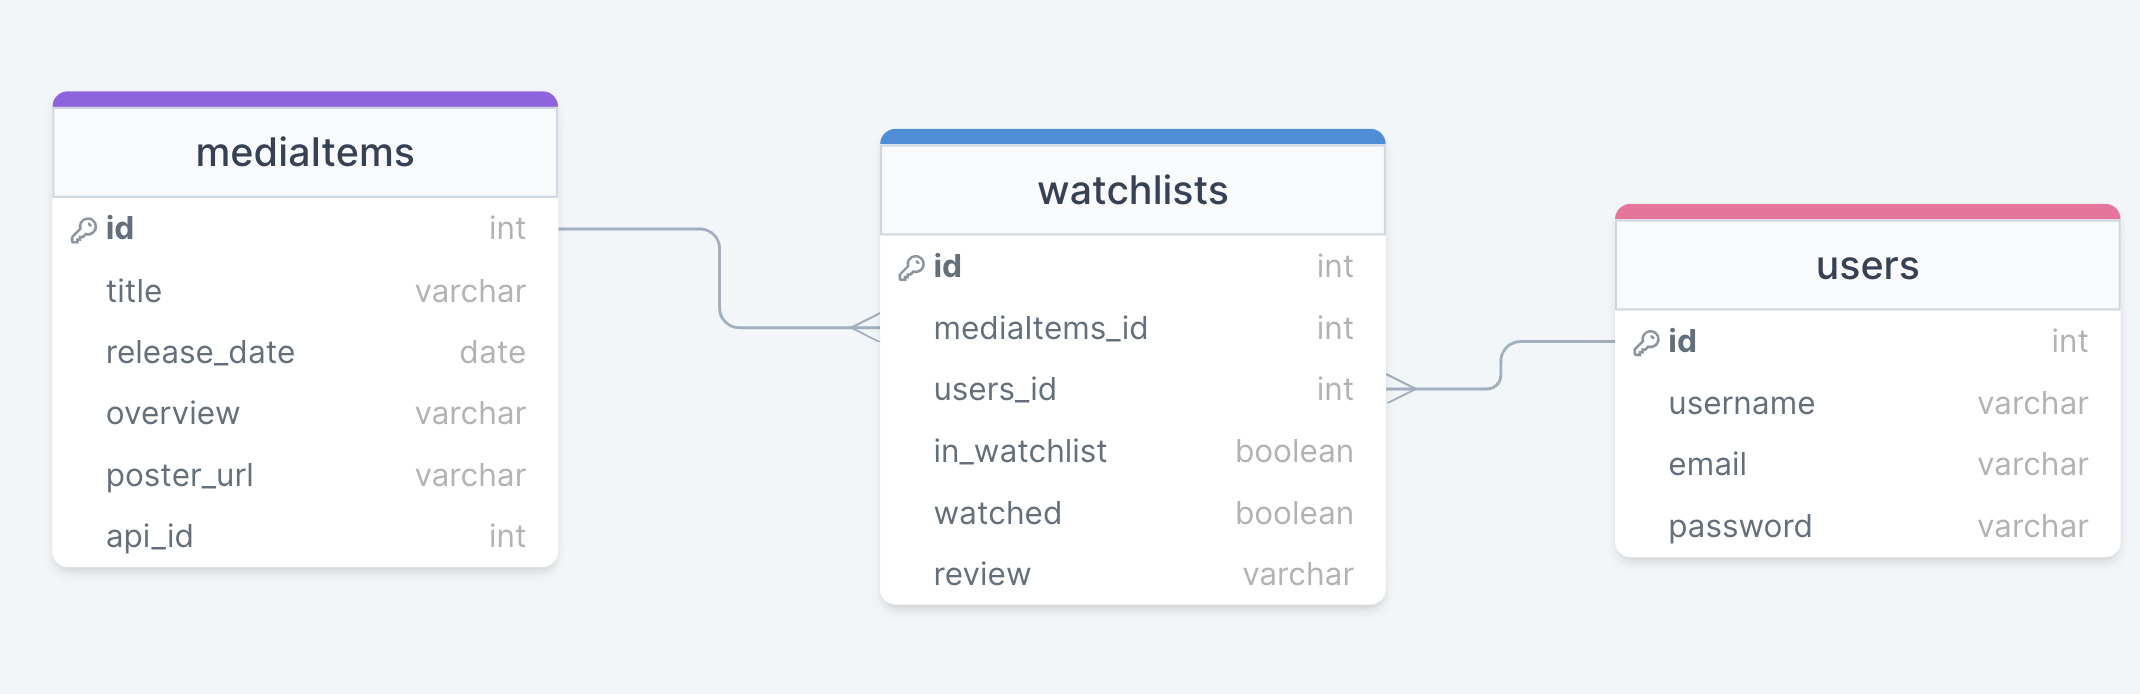 mediaItems
id int
title varchar
release_date date
overview varchar
poster_url varchar
api_id int
watchlists
id int
mediaItems_id int
users_id int
in_watchlist boolean
watched boolean
review varchar
users
id int
username varchar
email varchar
password varchar